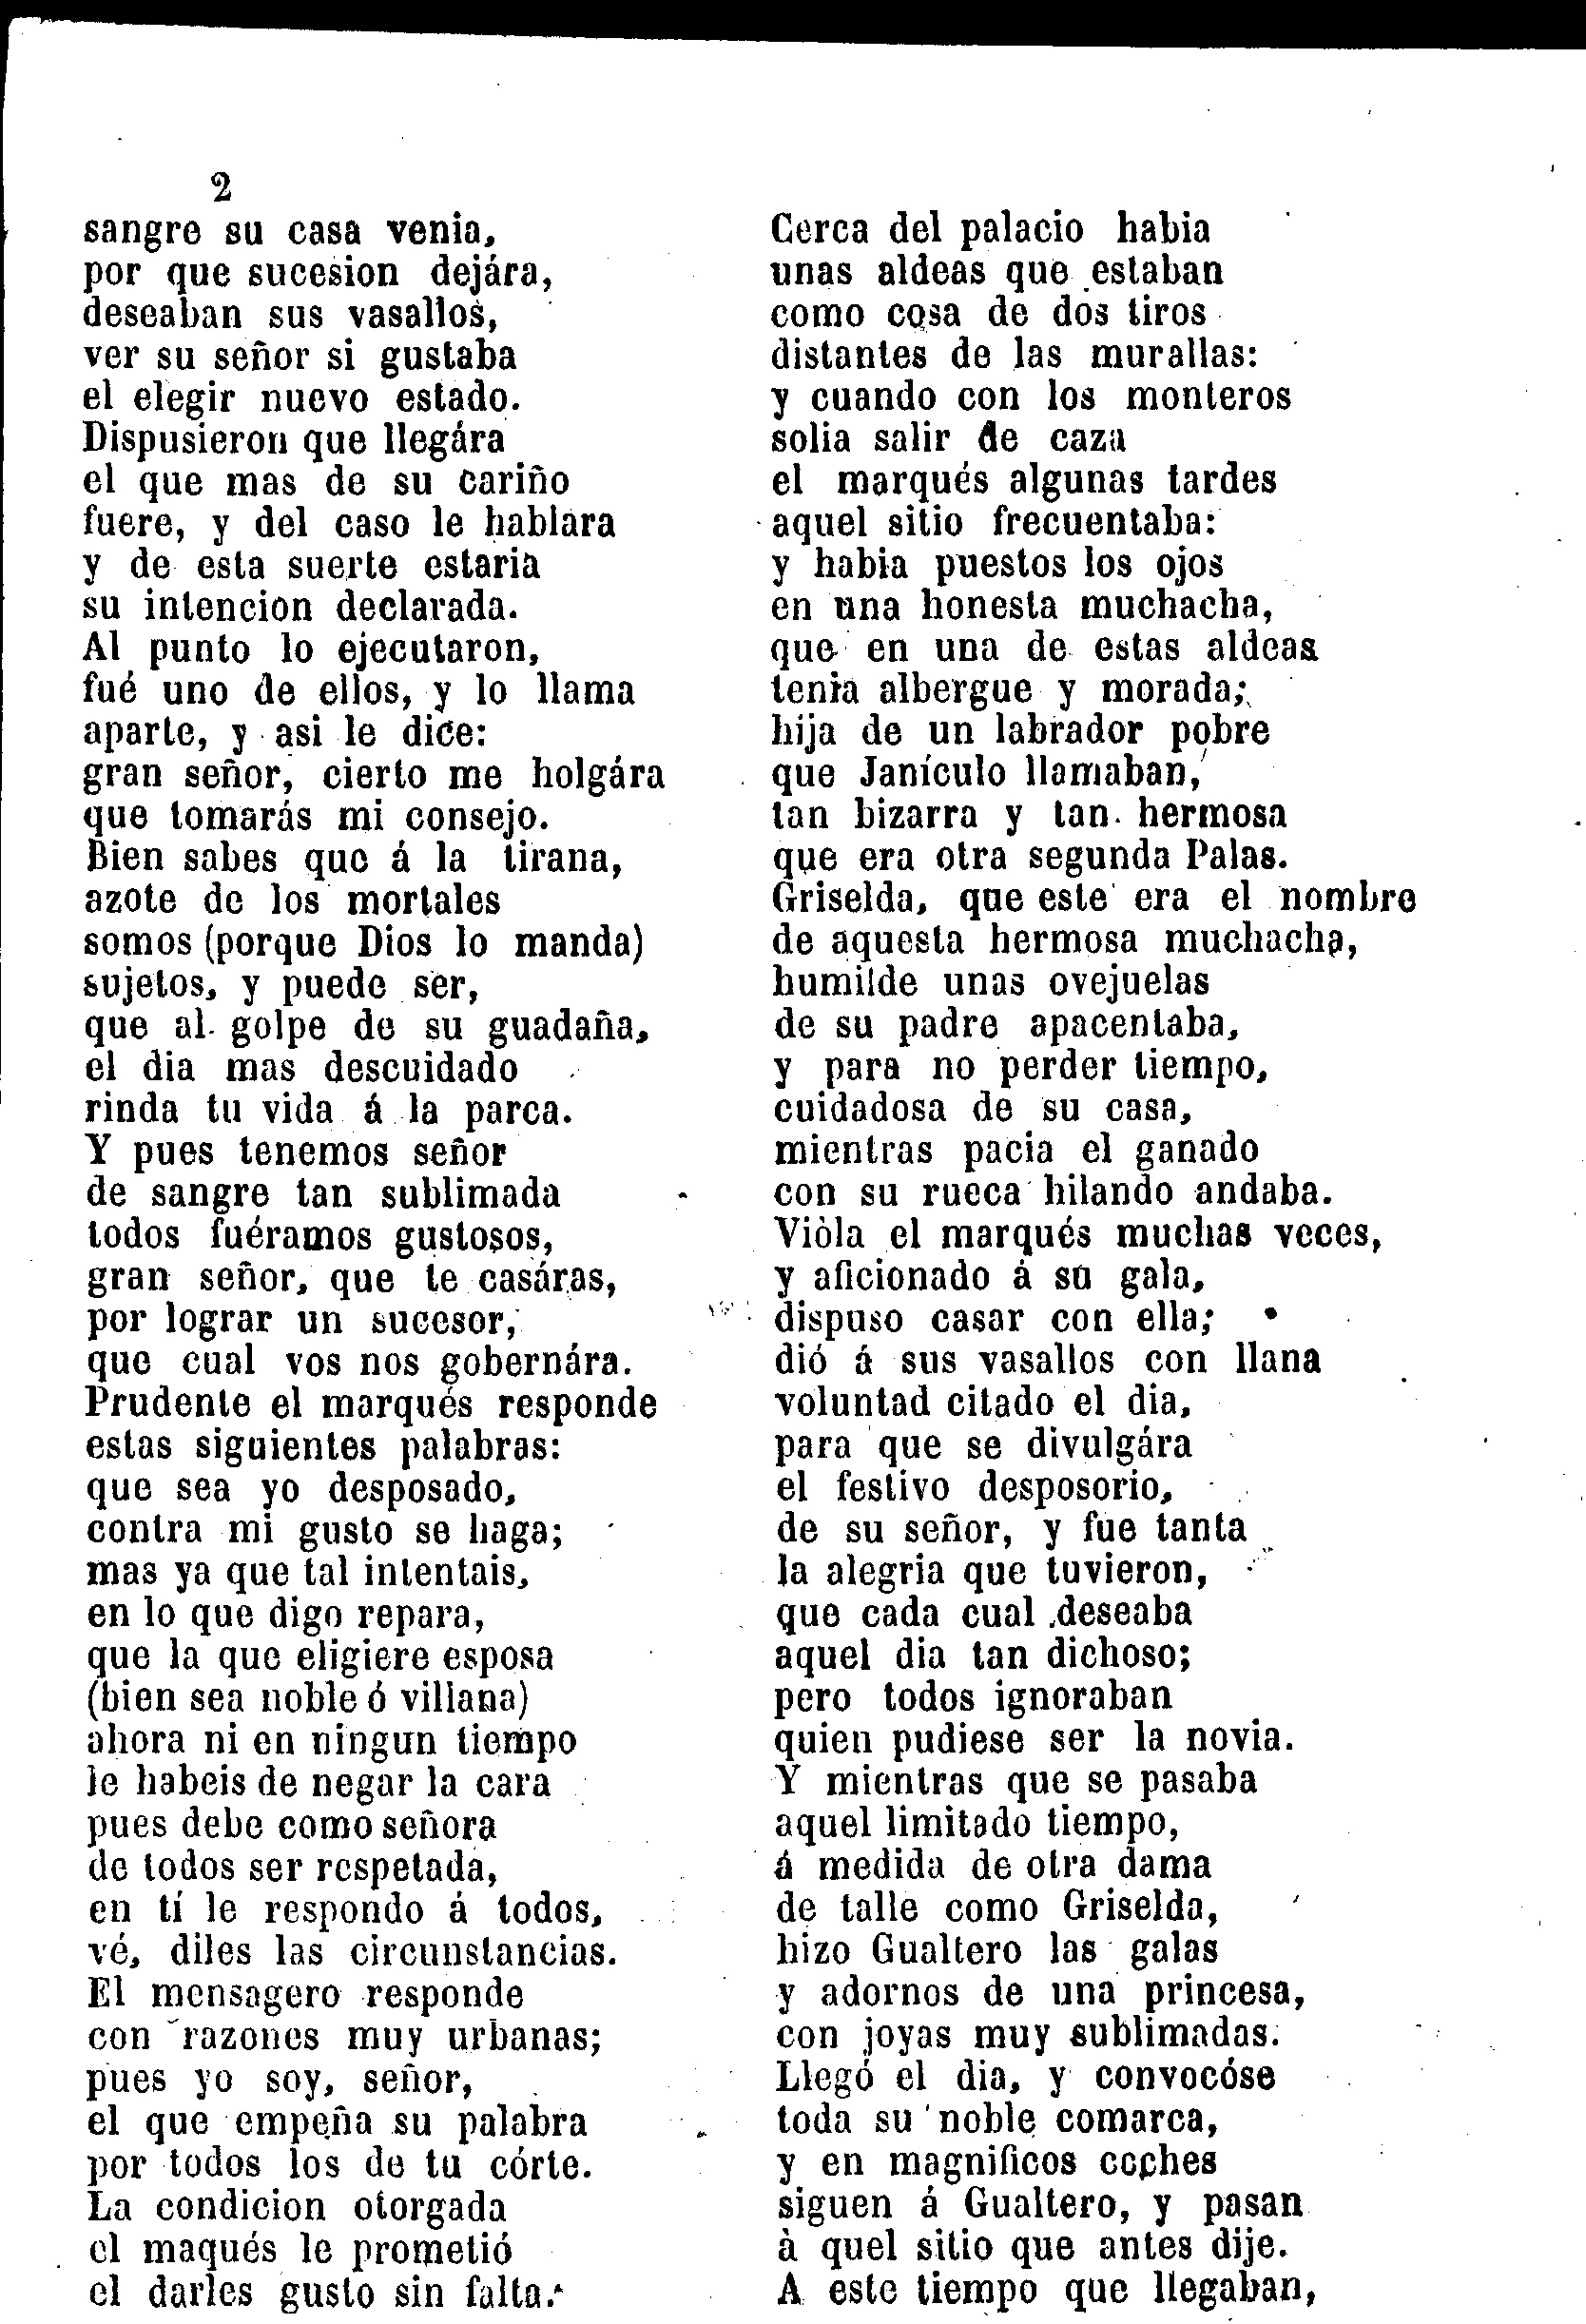 2
sangre su casa venia,
por que sucesion dejára,
deseaban sus vasallos,
ver su señor si gustaba
el elegir nuevo estado.
Dispusieron que llegára
el que mas de su cariño
fuere, y del caso le hablara
y de esta suerte estaria
su intencion declarada.
Al punto lo ejecutaron,
fué uno de ellos, y lo llama
aparte, y asi le dice:
gran señor, cierto me holgára
que tomarás mi consejo.
Bien sabes que á la tirana,
azote de los mortales
somos (porque Dios lo manda)
sujetos, y puede ser,
que al golpe de su guadaña,
el dia mas descuidado
rinda tu vida á la parca.
Y pues tenemos señor
de sangre tan sublimada
todos fuéramos gustosos,
gran señor, que te casáras,
por lograr un sucesor,
que cual vos nos gobernára.
Prudente el marqués responde
estas siguientes palabras:
que sea yo desposado,
contra mi gusto se haga;
mas ya que tal intentais,
en lo que digo repara,
que la que eligiere esposa
(bien sea noble ó villana)
ahora ni en ningun tiempo
le habeis de negar la cara
pues debe como señora
de todos ser respetada,
en tí le respondo á todos,
vé, diles las circunstancias.
El mensagero responde
con razones muy urbanas;
pues yo soy, señor,
el que empeña su palabra
por todos los de tu córte.
La condicion otorgada
el maqués le prometió
el darles gusto sin falta.
Cerca del palacio habia
unas aldeas que estaban
como cosa de dos tiros
distantes de las murallas:
y cuando con los monteros
solia salir de caza
el marqués algunas tardes
aquel sitio frecuentaba:
y habia puestos los ojos
en una honesta muchacha,
que en una de estas aldeas
tenia albergue y morada;
hija de un labrador pobre
que Janículo llamaban,
tan bizarra y tan hermosa
que era otra segunda Palas.
Griselda, que este era el nombre
de aquesta hermosa muchacha,
humilde unas ovejuelas
de su padre apacentaba,
y para no perder tiempo,
cuidadosa de su casa,
mientras pacia el ganado
con su rueca hilando andaba.
Viòla el marqués muchas veces,
y aficionado á su gala,
dispuso casar con ella;
dió á sus vasallos con llana
voluntad citado el dia,
para que se divulgára
el festivo desposorio,
de su señor, y fue tanta
la alegria que tuvieron,
que cada cual deseaba
aquel dia tan dichoso;
pero todos ignoraban
quien pudiese ser la novia.
Y mientras que se pasaba
aquel limitado tiempo,
á medida de otra dama
de talle como Griselda,
hizo Gualtero las galas
y adornos de una princesa,
con joyas muy sublimadas.
Llegó el dia, y convocóse
toda su noble comarca,
y en magnificos coches
siguen á Gualtero, y pasan
à quel sitio que antes dije.
A este tiempo que llegaban,